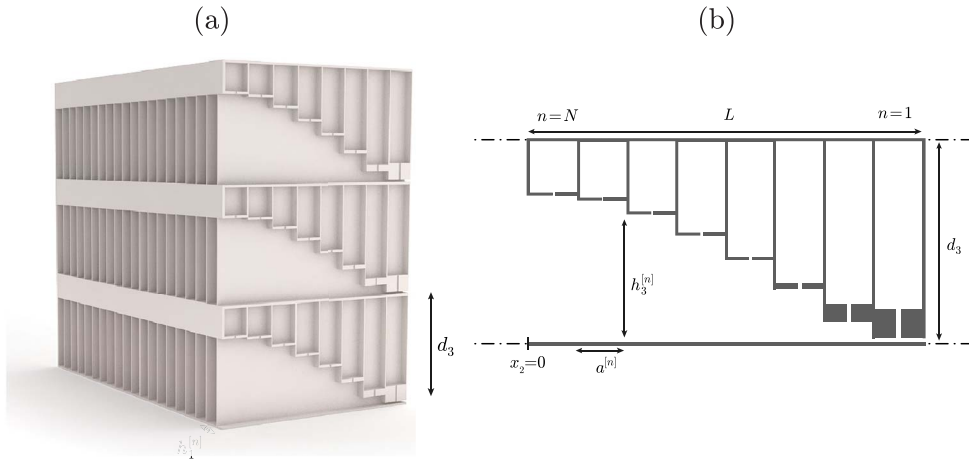 (a)
(b)
n=N
L
n=1
d₃
h₃^[n]
d₃
x₂=0
a^[n]